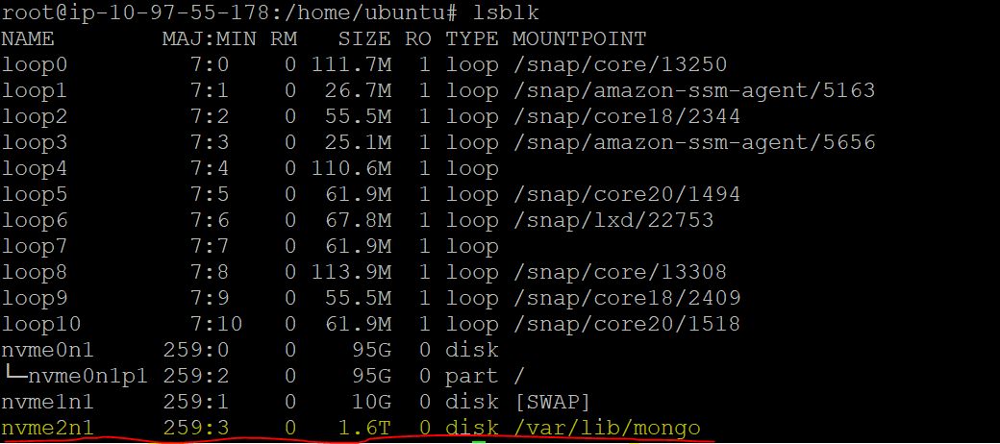 root@ip-10-97-55-178:/home/ubuntu# lsblk
NAME        MAJ:MIN RM   SIZE RO TYPE MOUNTPOINT
loop0         7:0    0 111.7M  1 loop /snap/core/13250
loop1         7:1    0  26.7M  1 loop /snap/amazon-ssm-agent/5163
loop2         7:2    0  55.5M  1 loop /snap/core18/2344
loop3         7:3    0  25.1M  1 loop /snap/amazon-ssm-agent/5656
loop4         7:4    0 110.6M  1 loop
loop5         7:5    0  61.9M  1 loop /snap/core20/1494
loop6         7:6    0  67.8M  1 loop /snap/lxd/22753
loop7         7:7    0  61.9M  1 loop
loop8         7:8    0 113.9M  1 loop /snap/core/13308
loop9         7:9    0  55.5M  1 loop /snap/core18/2409
loop10        7:10   0  61.9M  1 loop /snap/core20/1518
nvme0n1     259:0    0    95G  0 disk
└─nvme0n1p1 259:2    0    95G  0 part /
nvme1n1     259:1    0    10G  0 disk [SWAP]
nvme2n1     259:3    0   1.6T  0 disk /var/lib/mongo